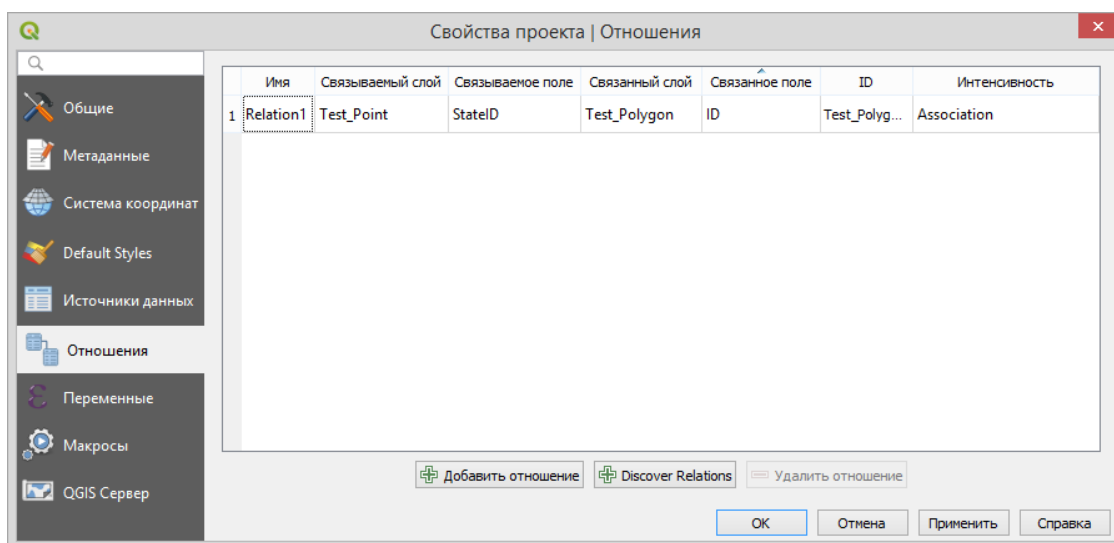 Свойства проекта | Отношения
Общие
Метаданные
Система координат
Default Styles
Источники данных
Отношения
Переменные
Макросы
QGIS Сервер
Имя Связываемый слой Связываемое поле Связанный слой Связанное поле ID Интенсивность
1 Relation1 Test_Point StateID Test_Polygon ID Test_Polyg... Association
Добавить отношение Discover Relations Удалить отношение
OK Отмена Применить Справка